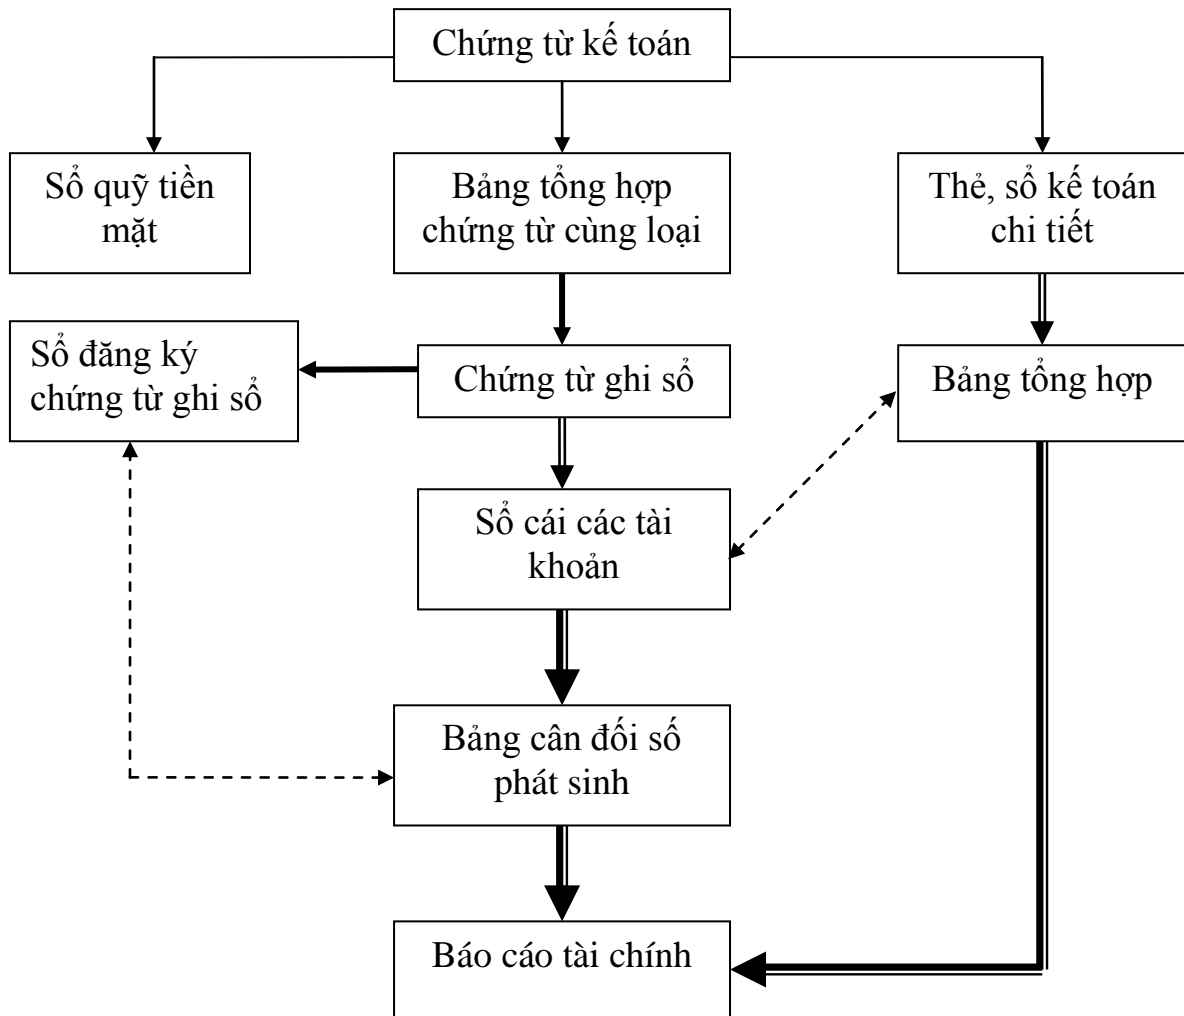 Chứng từ kế toán
Sổ quỹ tiền
mặt
Bảng tổng hợp
chứng từ cùng loại
Thẻ, sổ kế toán
chi tiết
Sổ đăng ký
chứng từ ghi sổ
Chứng từ ghi sổ
Bảng tổng hợp
Sổ cái các tài
khoản
Bảng cân đối số
phát sinh
Báo cáo tài chính